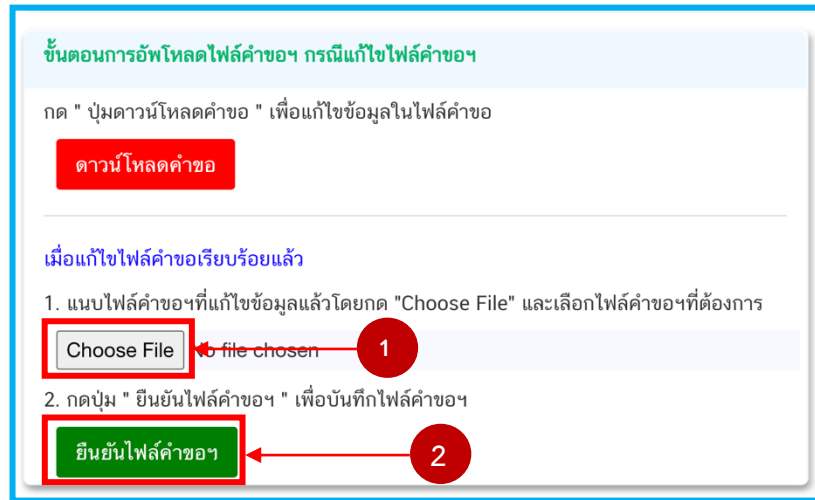 ขั้นตอนการอัพโหลดไฟล์คำขอฯ กรณีแก้ไขไฟล์คำขอฯ
กด " ปุ่มดาวน์โหลดคำขอ " เพื่อแก้ไขข้อมูลในไฟล์คำขอ
ดาวน์โหลดคำขอ
เมื่อแก้ไขไฟล์คำขอเรียบร้อยแล้ว
1. แนบไฟล์คำขอฯที่แก้ไขข้อมูลแล้วโดยกด "Choose File" และเลือกไฟล์คำขอฯที่ต้องการ
Choose File No file chosen 1
2. กดปุ่ม " ยืนยันไฟล์คำขอฯ " เพื่อบันทึกไฟล์คำขอฯ
ยืนยันไฟล์คำขอฯ 2